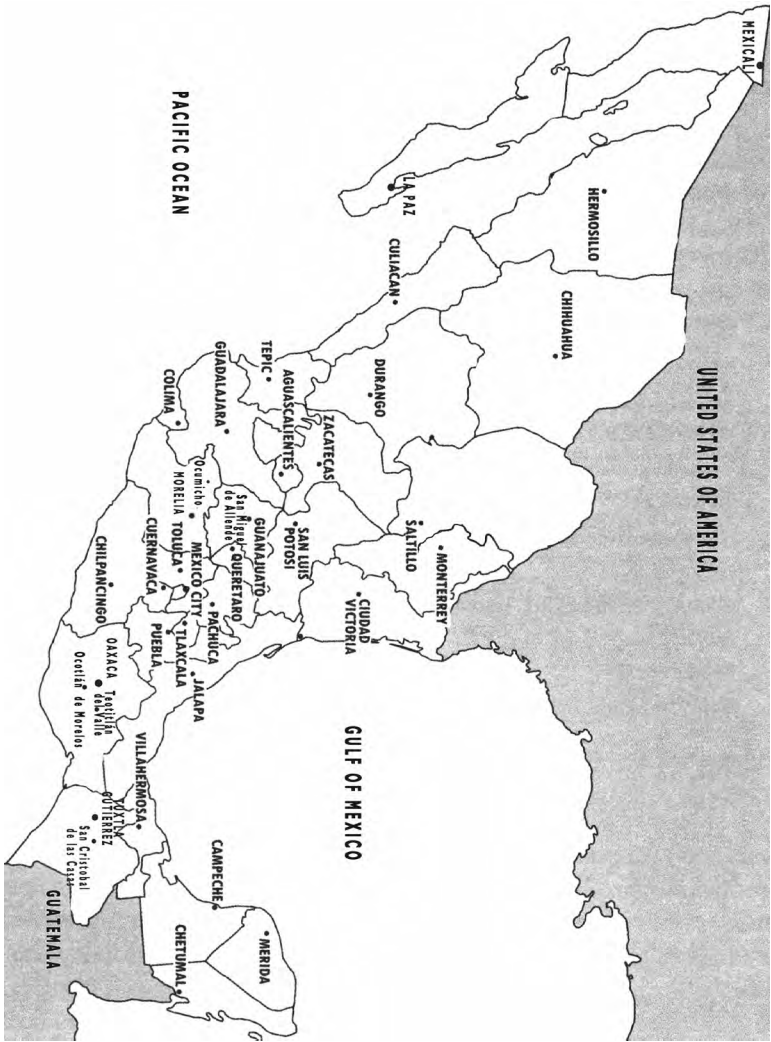 MEXICALI
UNITED STATES OF AMERICA
HERMOSILLO
CHIHUAHUA
LA PAZ
CULIACAN
DURANGO
SALTILLO
MONTERREY
CIUDAD
VICTORIA
GULF OF MEXICO
PACIFIC OCEAN
ZACATECAS
SAN LUIS
POTOSI
AGUASCALIENTES
TEPIC
GUANAJUATO
San Miguel
de Allende
QUERETARO
GUADALAJARA
PACHUCA
JALAPA
Ocumicho
MEXICO CITY
TLAXCALA
MORELIA
TOLUCA
COLIMA
CUERNAVACA
PUEBLA
CHILPANCINGO
OAXACA
Teotitlán
del Valle
Ocotlán de Morelos
VILLAHERMOSA
TUXTLA
GUTIERREZ
San Cristobal
de las Casas
CAMPECHE
MERIDA
CHETUMAL
GUATEMALA